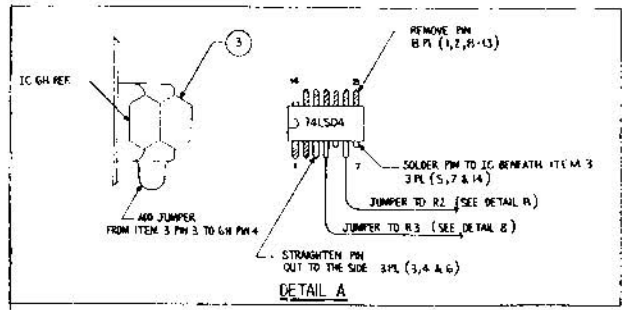 3
IC 6H REF.
ADD JUMPER
FROM ITEM 3 PIN 3 TO 6H PIN 4
REMOVE PIN
8 PL (1,2,8-13)
14
74LS04
1
7
SOLDER PIN TO IC BENEATH ITEM 3
3 PL (5,7 & 14)
JUMPER TO R2 (SEE DETAIL B)
JUMPER TO R3 (SEE DETAIL B)
STRAIGHTEN PIN
OUT TO THE SIDE 3PL (3,4 & 6)
DETAIL A